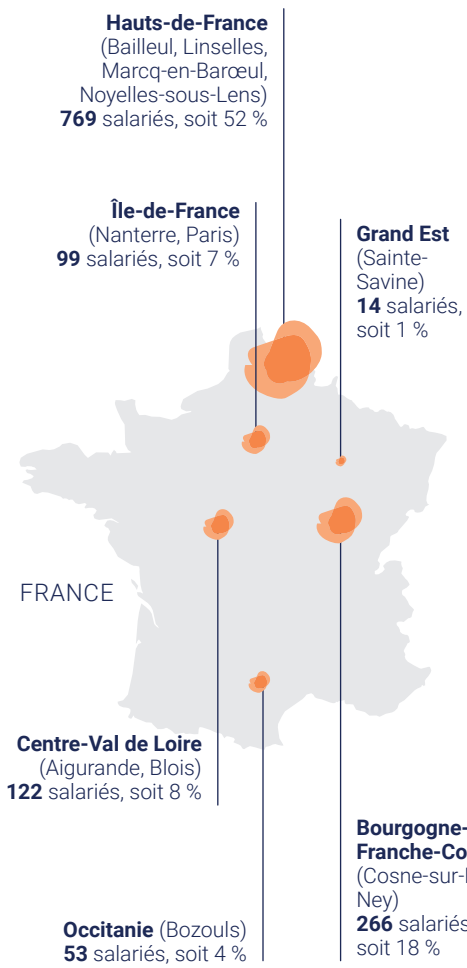 Hauts-de-France
(Bailleul, Linselles,
Marcq-en-Barœul,
Noyelles-sous-Lens)
769 salariés, soit 52 %
Île-de-France
(Nanterre, Paris)
99 salariés, soit 7 %
Grand Est
(Sainte-
Savine)
14 salariés,
soit 1 %
FRANCE
Centre-Val de Loire
(Aigurande, Blois)
122 salariés, soit 8 %
Bourgogne-
Franche-Co
(Cosne-sur-
Ney)
266 salariés
soit 18 %
Occitanie (Bozouls)
53 salariés, soit 4 %